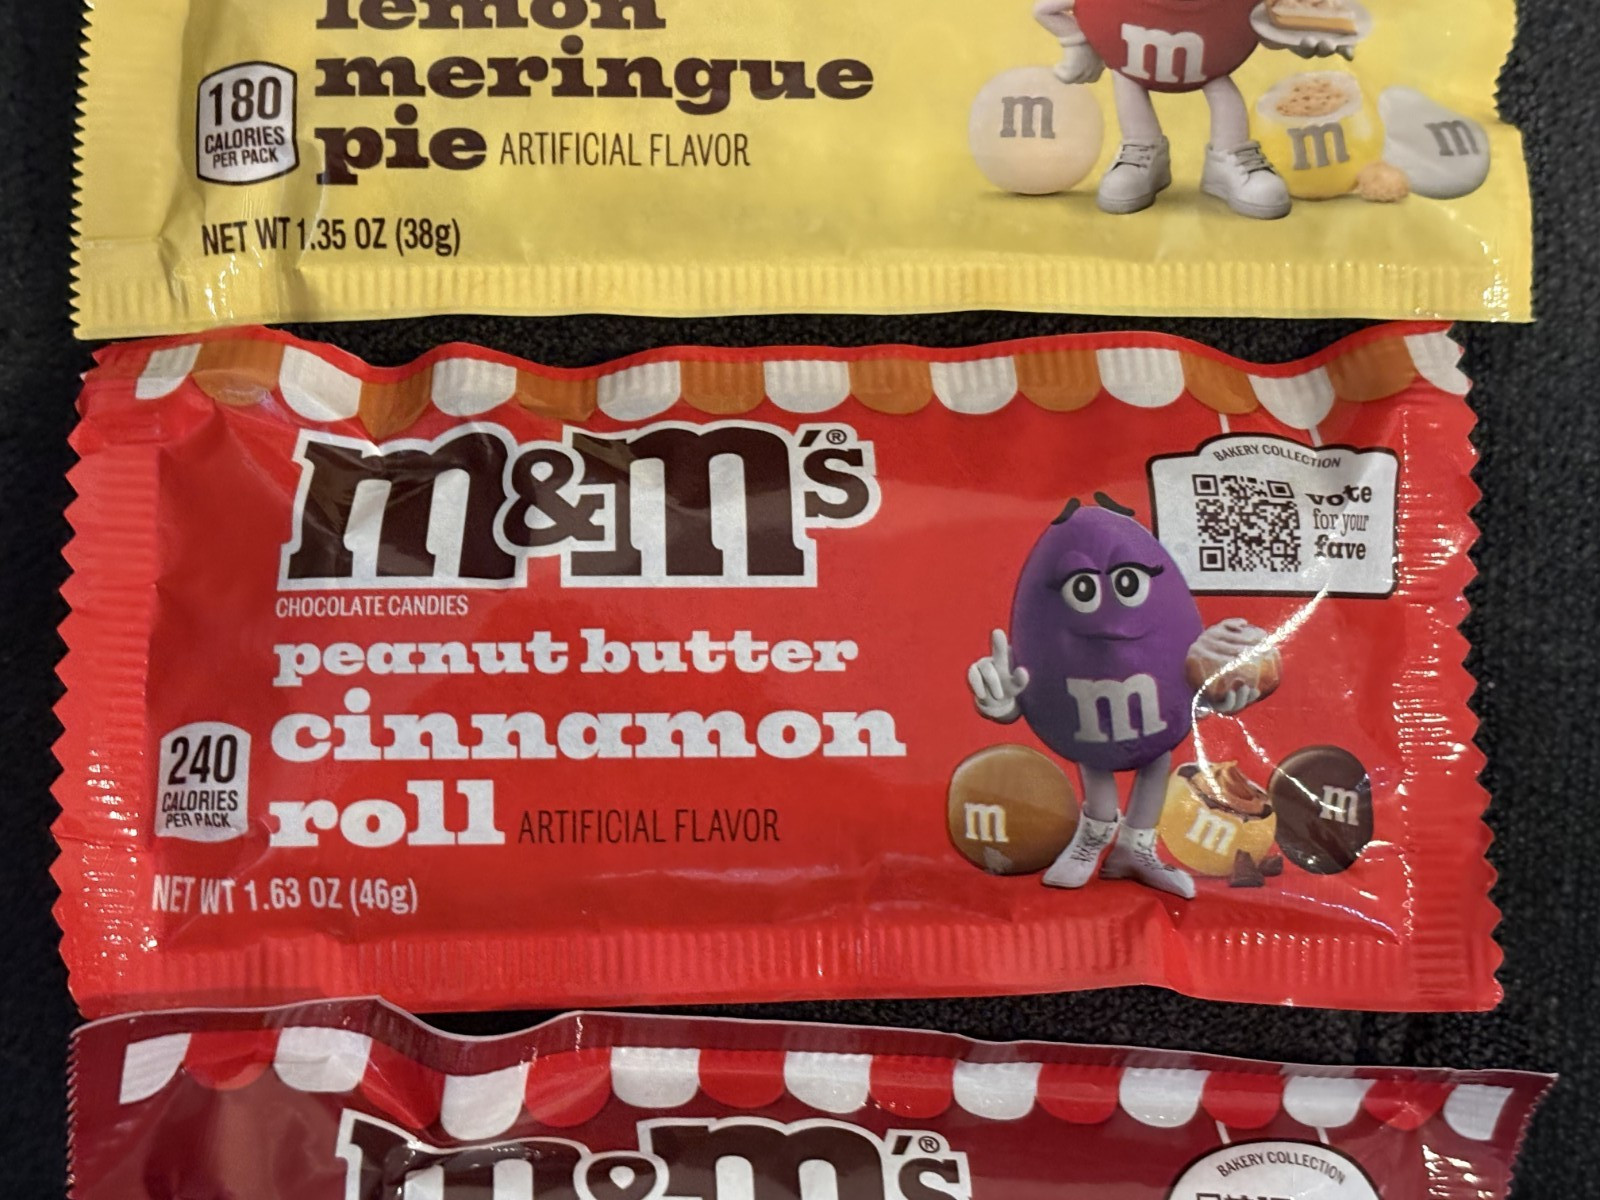 lemon
meringue
pie ARTIFICIAL FLAVOR
180
CALORIES
PER PACK
NET WT 1.35 OZ (38g)
m
m
m
m
m&m's®
CHOCOLATE CANDIES
peanut butter
cinnamon
roll ARTIFICIAL FLAVOR
240
CALORIES
PER PACK
NET WT 1.63 OZ (46g)
BAKERY COLLECTION
vote
for your
fave
m
m
m
m
m&m's®
BAKERY COLLECTION